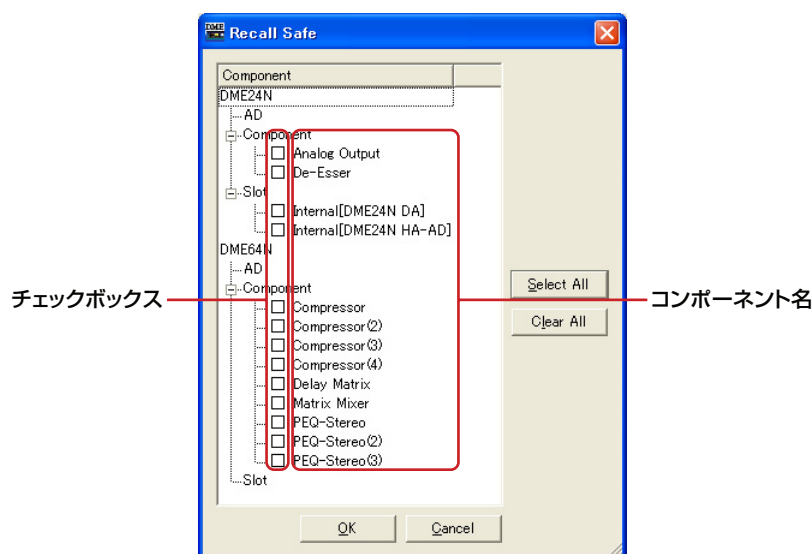 DME
Recall Safe
Component
DME24N
AD
Component
Analog Output
De-Esser
Slot
Internal[DME24N DA]
Internal[DME24N HA-AD]
DME64N
AD
Component
Compressor
Compressor(2)
Compressor(3)
Compressor(4)
Delay Matrix
Matrix Mixer
PEQ-Stereo
PEQ-Stereo(2)
PEQ-Stereo(3)
Slot
Select All
Clear All
OK
Cancel
チェックボックス
コンポーネント名